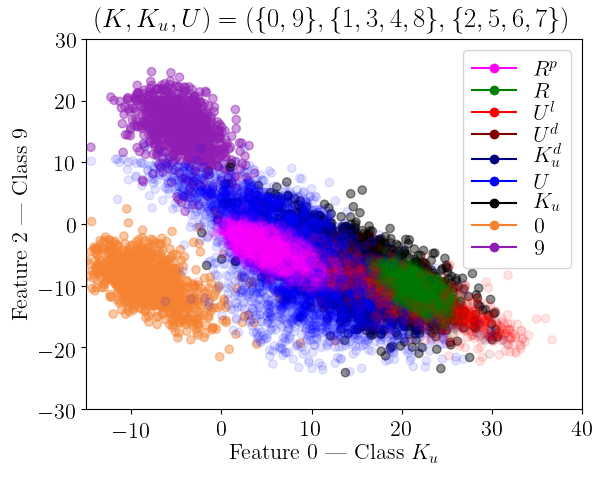 (K, K_u, U) = ({0, 9}, {1, 3, 4, 8}, {2, 5, 6, 7})
30
20
10
0
−10
−20
−30
Feature 2 — Class 9
R^p
R
U^l
U^d
K_u^d
U
K_u
0
9
−10
0
10
20
30
40
Feature 0 — Class K_u